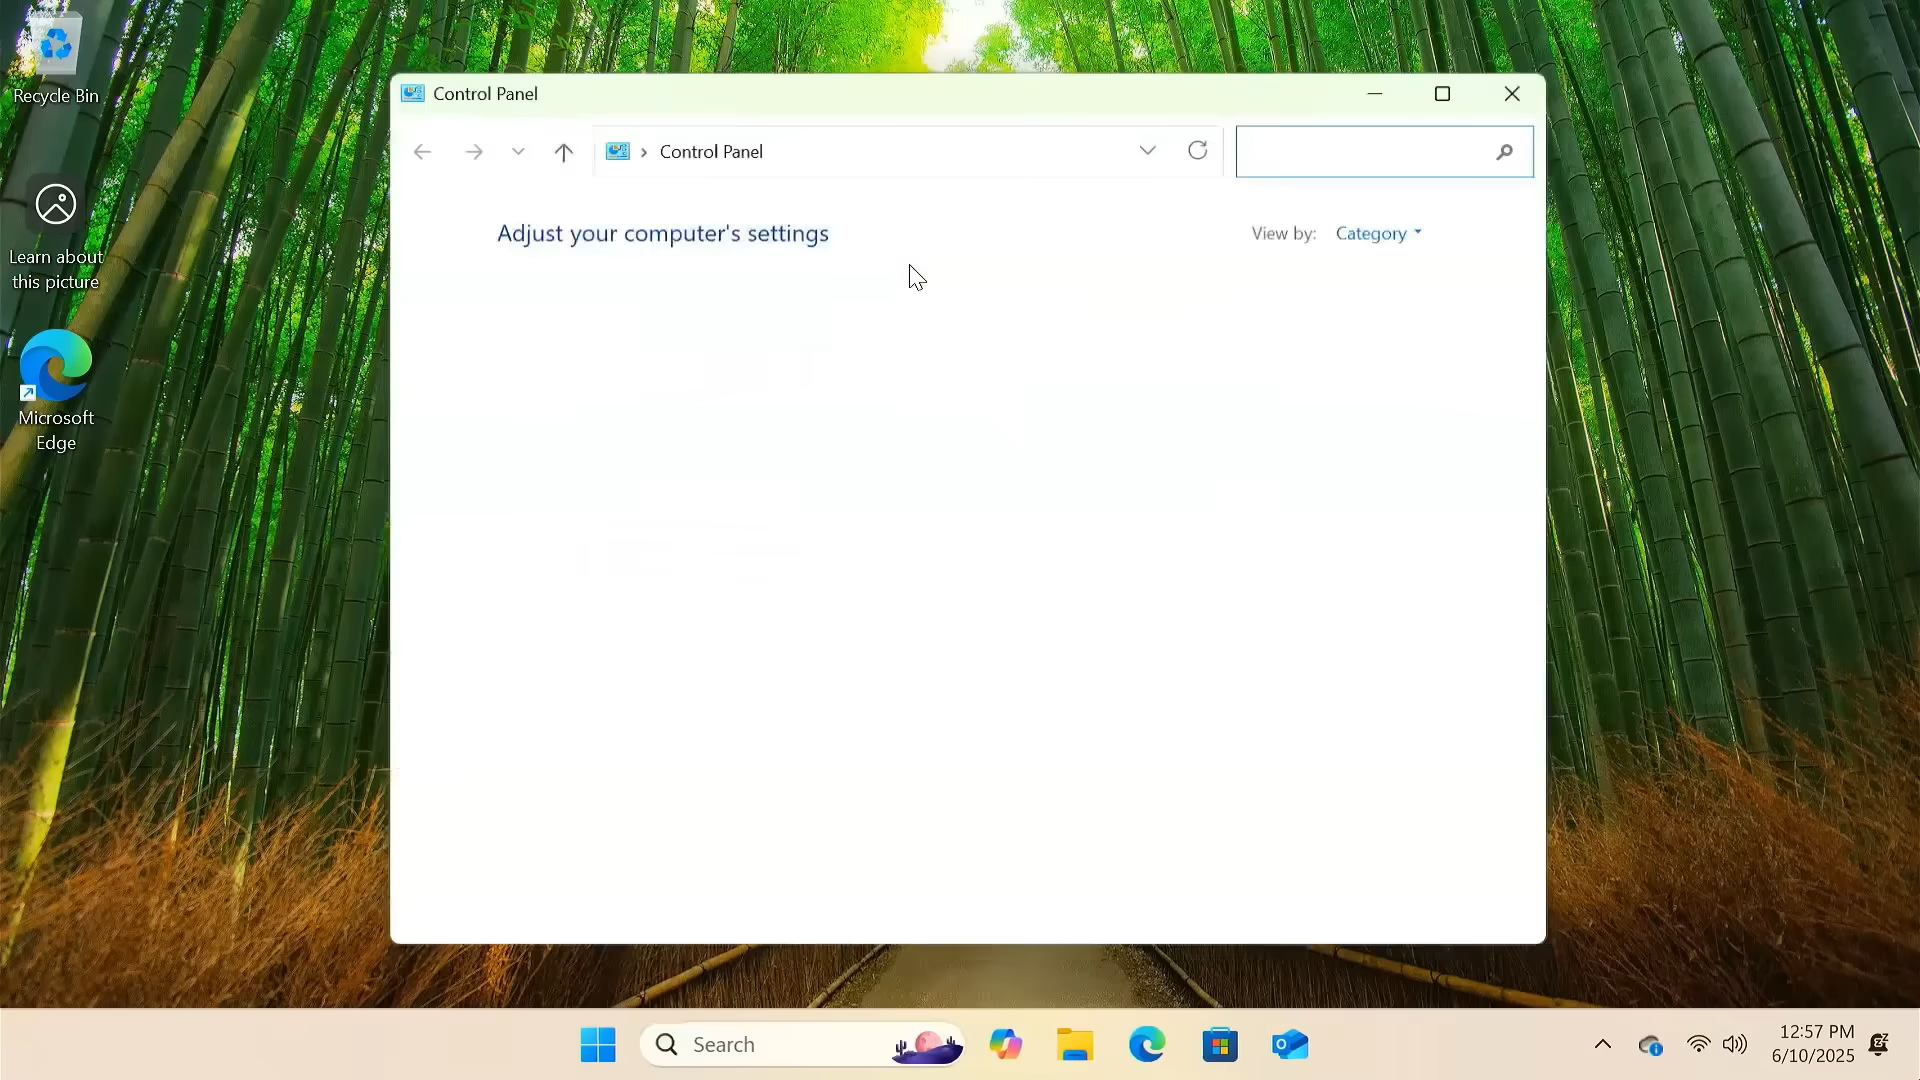 Recycle Bin
Learn about
this picture
Microsoft
Edge
Control Panel
Control Panel
Adjust your computer's settings
View by: Category
Search
12:57 PM
6/10/2025